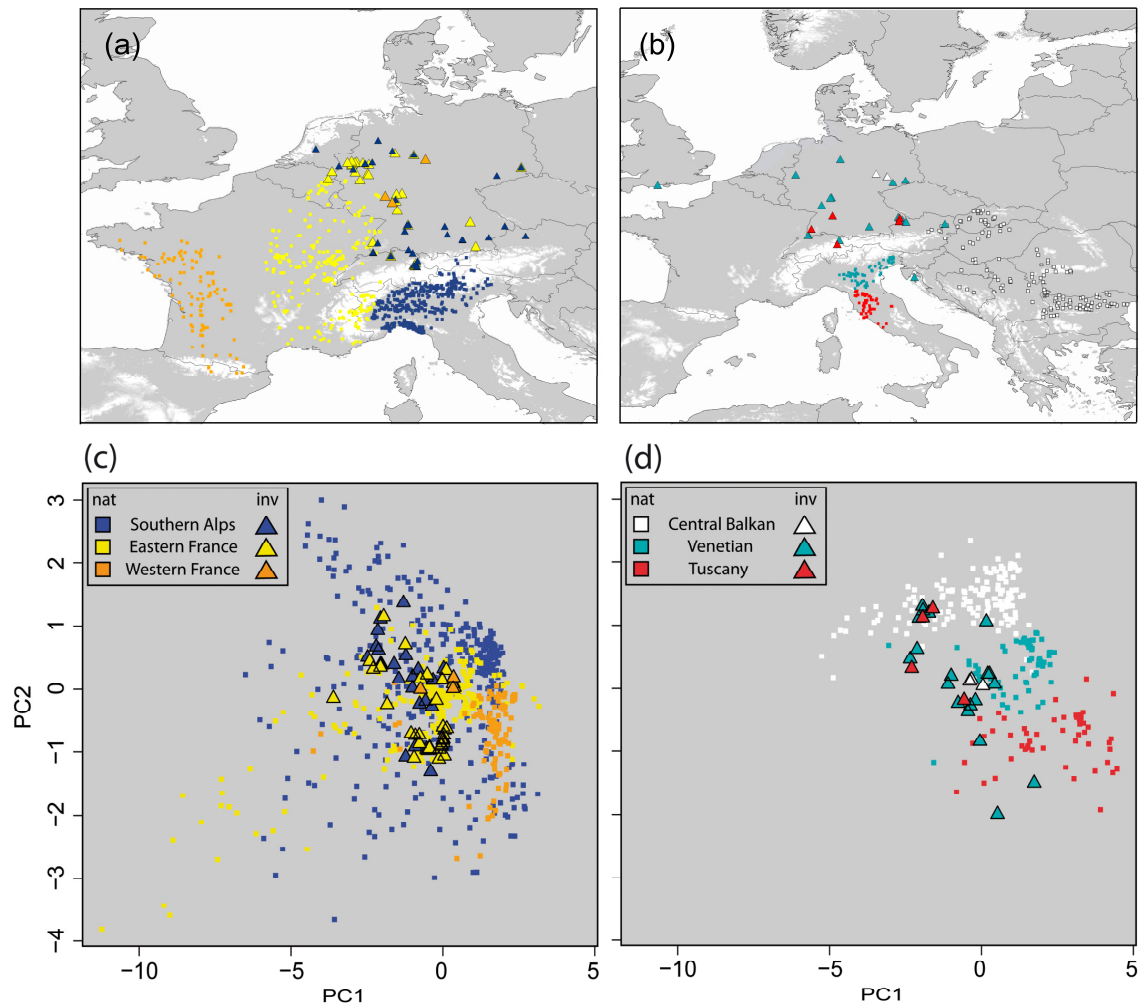 (a)
(b)
(c)
nat inv
Southern Alps
Eastern France
Western France
3
2
1
0
−1
−2
−3
−4
PC2
−10 −5 0 5
PC1
(d)
nat inv
Central Balkan
Venetian
Tuscany
−10 −5 0 5
PC1